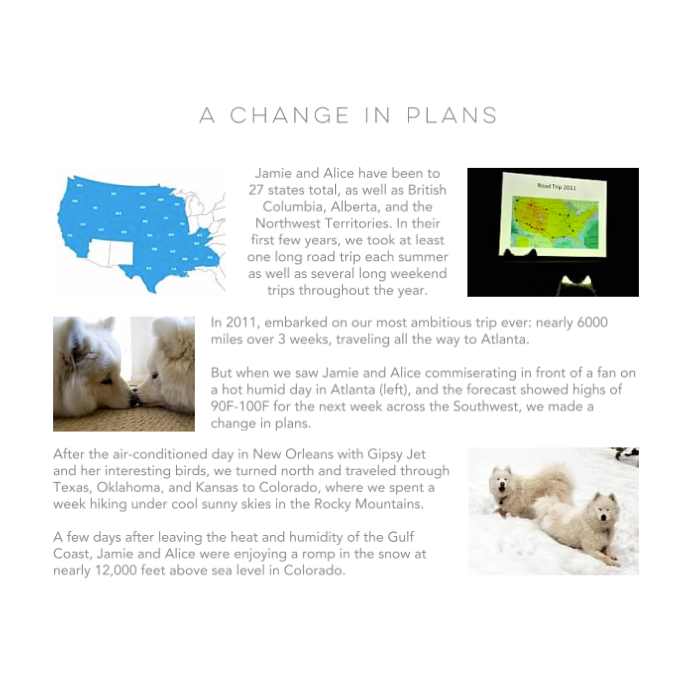 A CHANGE IN PLANS
Jamie and Alice have been to
27 states total, as well as British
Columbia, Alberta, and the
Northwest Territories. In their
first few years, we took at least
one long road trip each summer
as well as several long weekend
trips throughout the year.
Road Trip 2011
In 2011, embarked on our most ambitious trip ever: nearly 6000
miles over 3 weeks, traveling all the way to Atlanta.
But when we saw Jamie and Alice commiserating in front of a fan on
a hot humid day in Atlanta (left), and the forecast showed highs of
90F-100F for the next week across the Southwest, we made a
change in plans.
After the air-conditioned day in New Orleans with Gipsy Jet
and her interesting birds, we turned north and traveled through
Texas, Oklahoma, and Kansas to Colorado, where we spent a
week hiking under cool sunny skies in the Rocky Mountains.
A few days after leaving the heat and humidity of the Gulf
Coast, Jamie and Alice were enjoying a romp in the snow at
nearly 12,000 feet above sea level in Colorado.